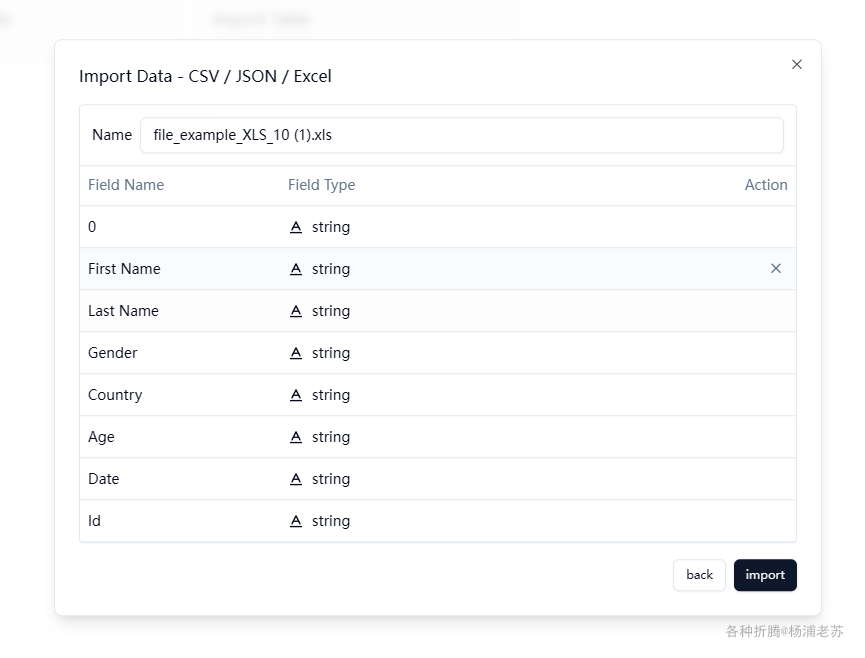 Import Table
Import Data - CSV / JSON / Excel
Name file_example_XLS_10 (1).xls
Field Name Field Type Action
0 A string
First Name A string
Last Name A string
Gender A string
Country A string
Age A string
Date A string
Id A string
back import
各种折腾@杨浦老苏